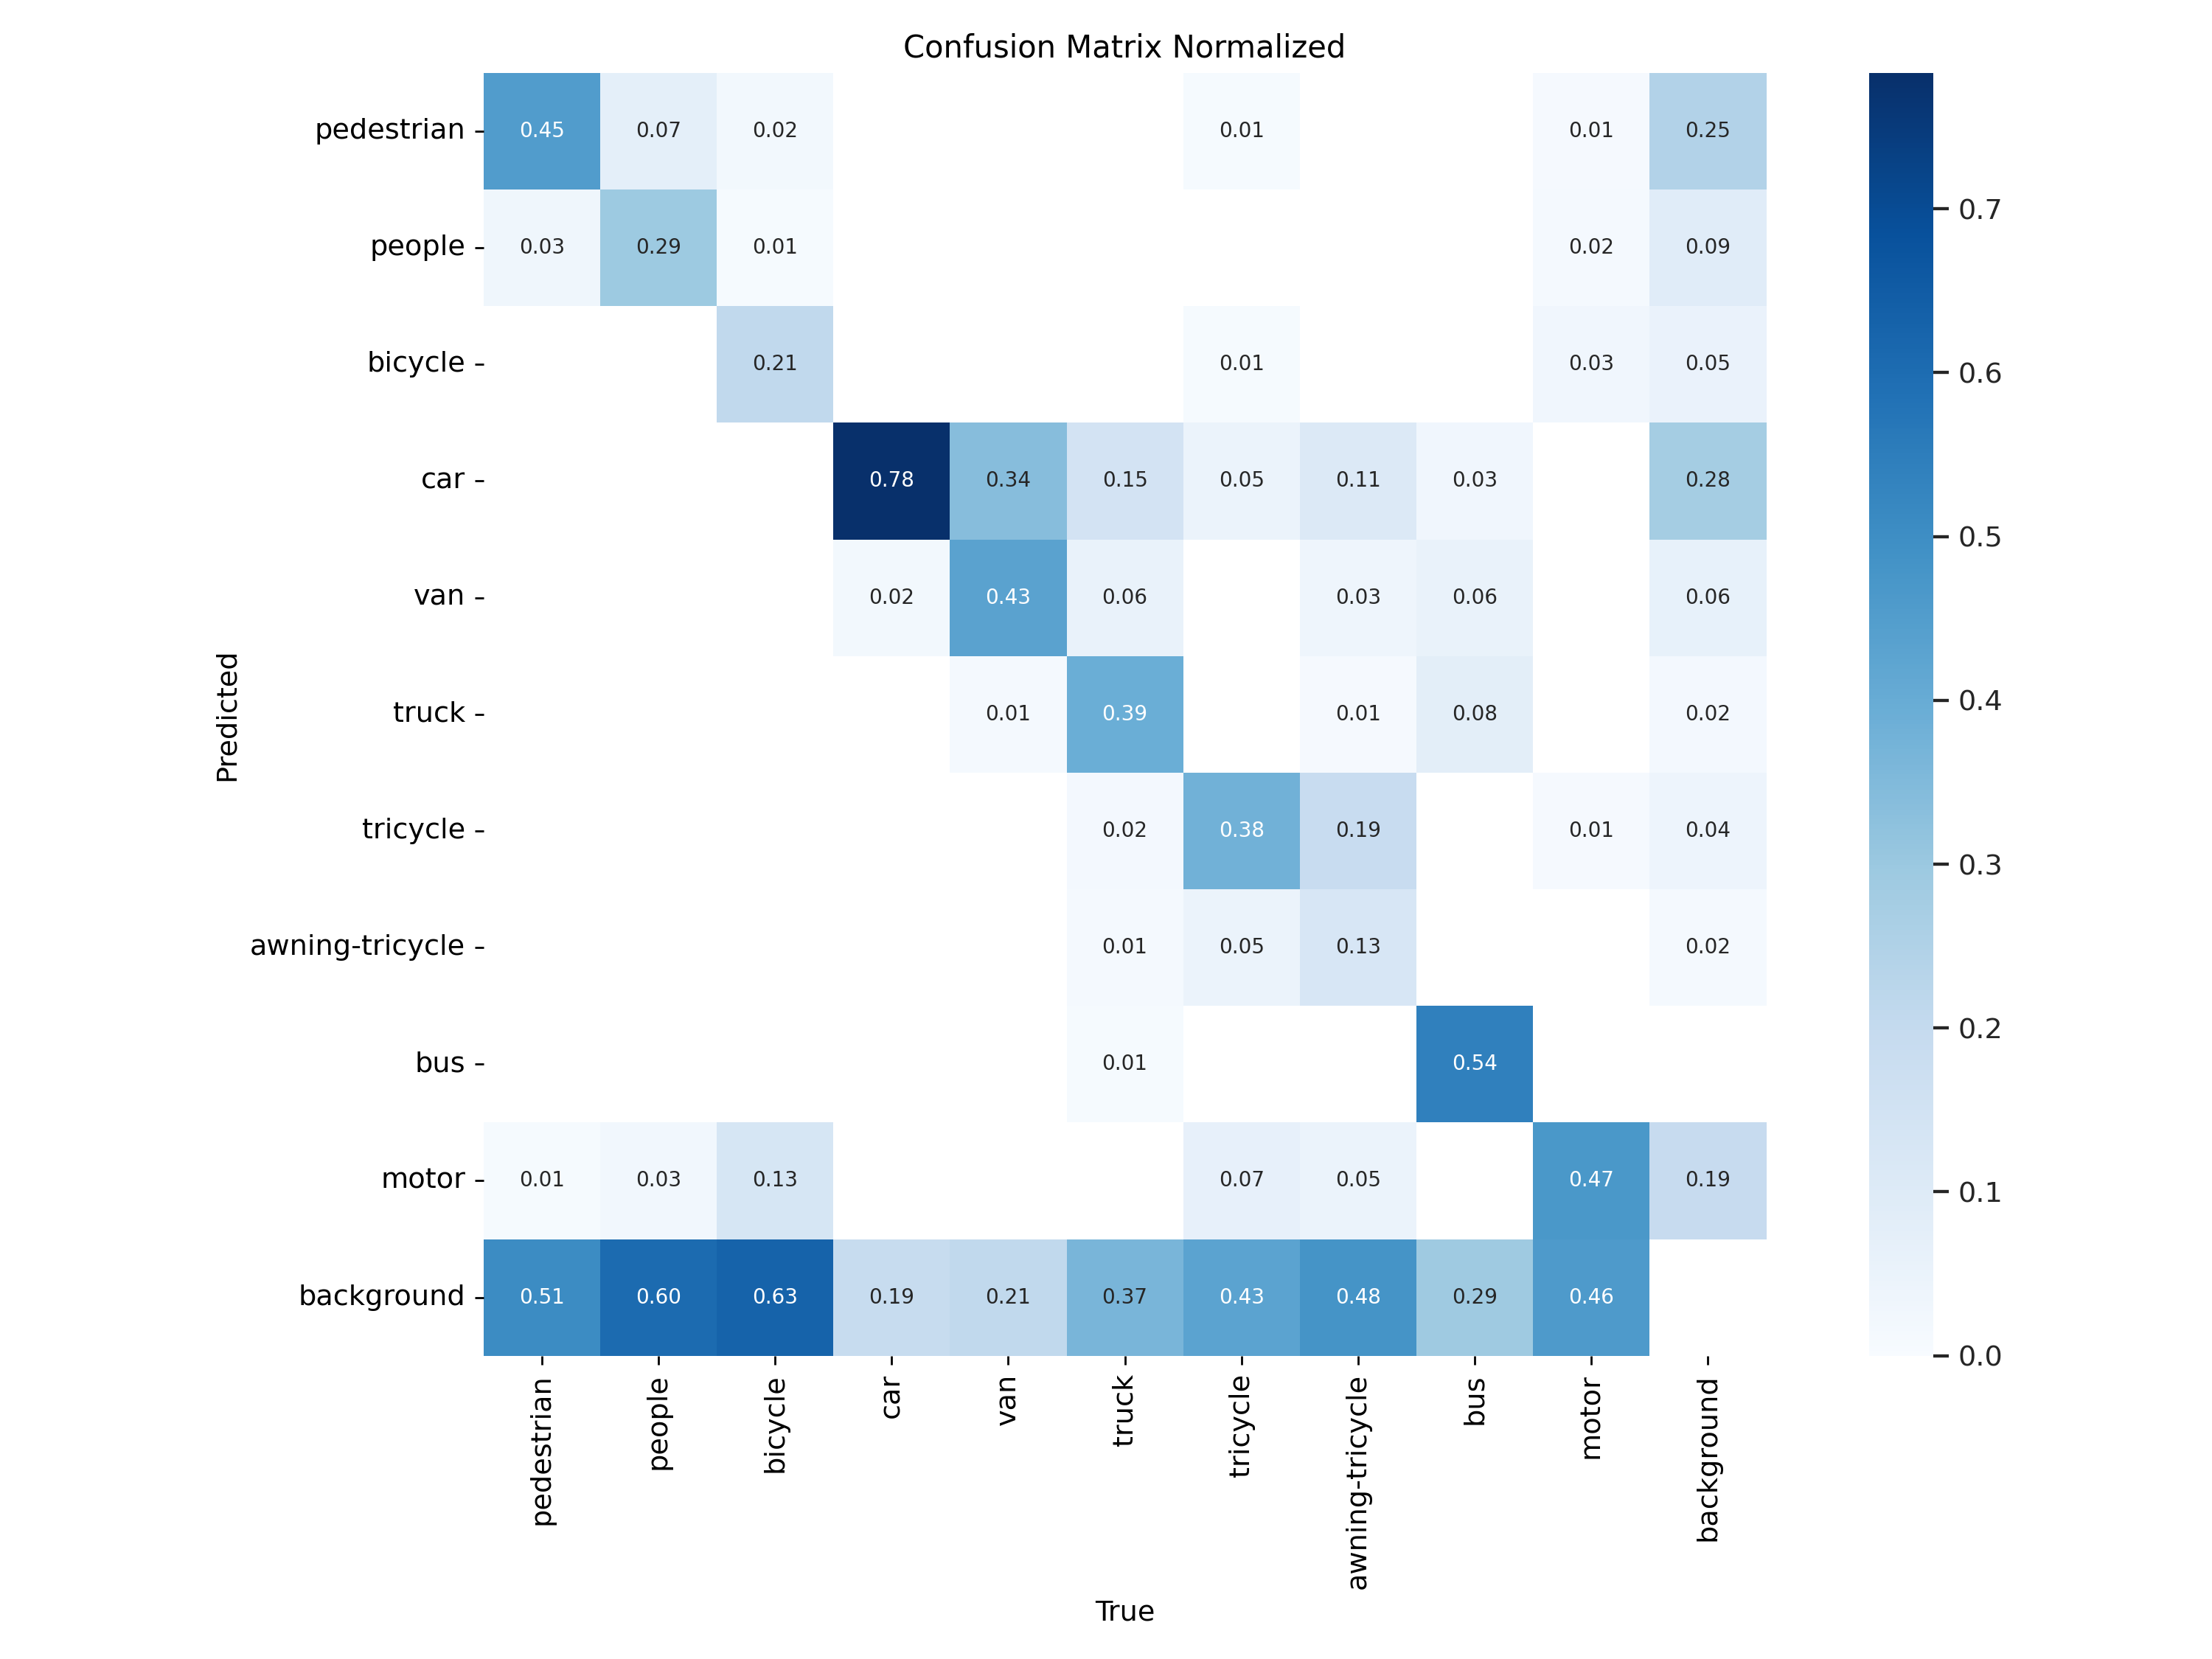 Confusion Matrix Normalized
pedestrian 0.45 0.07 0.02 0.01 0.01 0.25
people 0.03 0.29 0.01 0.02 0.09
bicycle 0.21 0.01 0.03 0.05
car 0.78 0.34 0.15 0.05 0.11 0.03 0.28
van 0.02 0.43 0.06 0.03 0.06 0.06
truck 0.01 0.39 0.01 0.08 0.02
tricycle 0.02 0.38 0.19 0.01 0.04
awning-tricycle 0.01 0.05 0.13 0.02
bus 0.01 0.54
motor 0.01 0.03 0.13 0.07 0.05 0.47 0.19
background 0.51 0.60 0.63 0.19 0.21 0.37 0.43 0.48 0.29 0.46
Predicted
pedestrian
people
bicycle
car
van
truck
tricycle
awning-tricycle
bus
motor
background
True
0.7
0.6
0.5
0.4
0.3
0.2
0.1
0.0